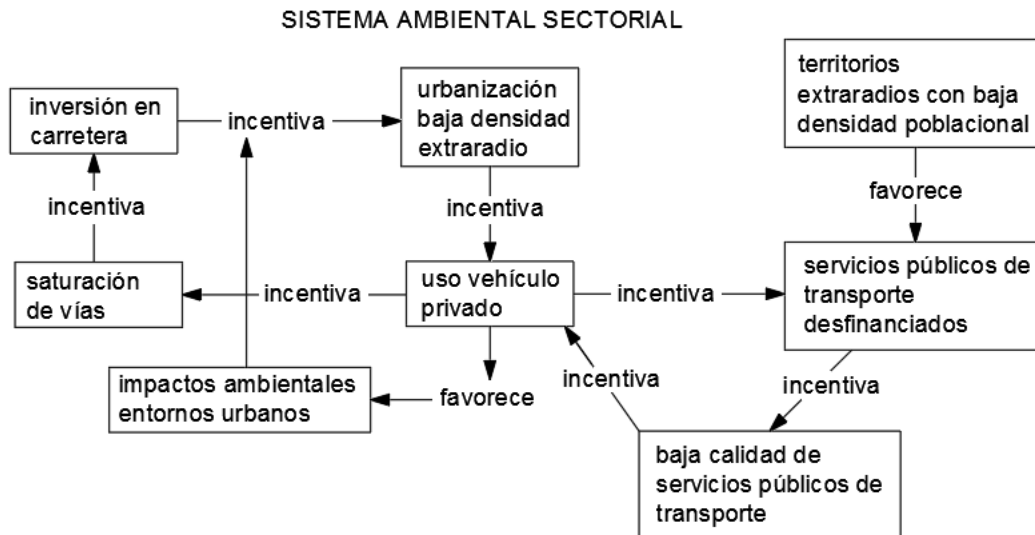 SISTEMA AMBIENTAL SECTORIAL
inversión en
carretera
incentiva
urbanización
baja densidad
extraradio
territorios
extraradios con baja
densidad poblacional
incentiva
incentiva
favorece
saturación
de vías
incentiva
uso vehículo
privado
incentiva
servicios públicos de
transporte
desfinanciados
impactos ambientales
entornos urbanos
favorece
incentiva
incentiva
baja calidad de
servicios públicos de
transporte